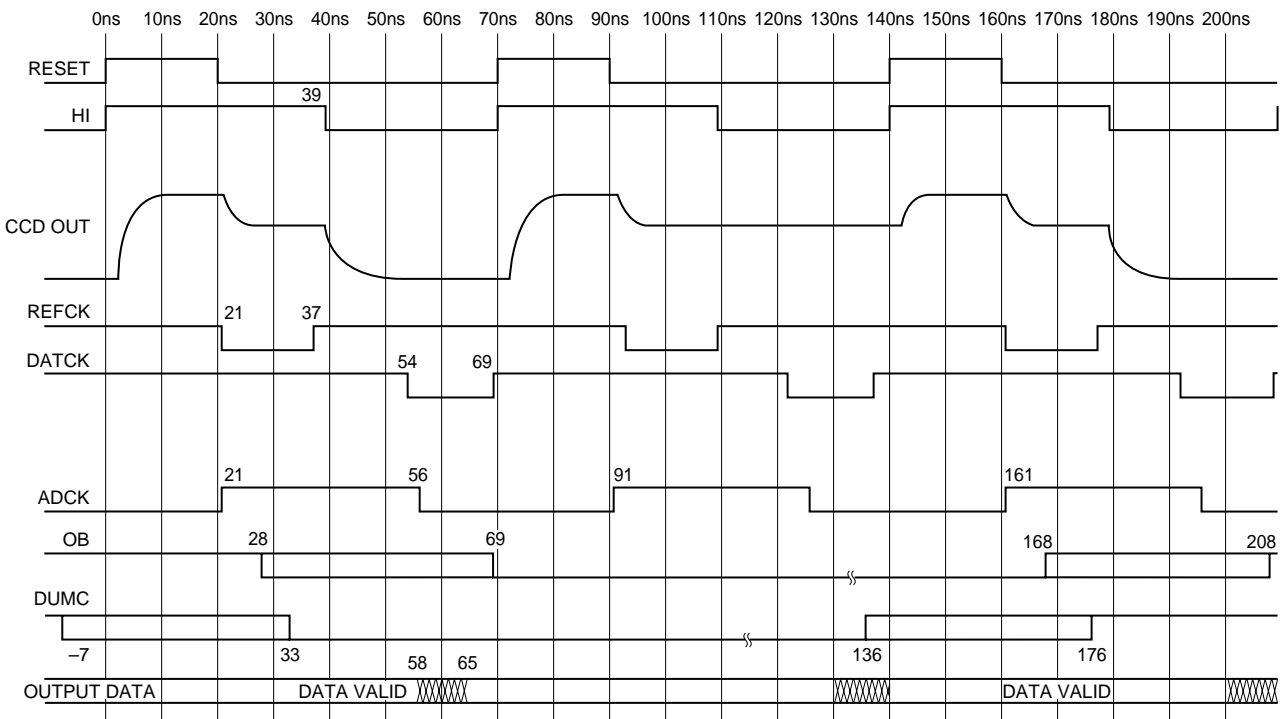 0ns 10ns 20ns 30ns 40ns 50ns 60ns 70ns 80ns 90ns 100ns 110ns 120ns 130ns 140ns 150ns 160ns 170ns 180ns 190ns 200ns
RESET
39
HI
CCD OUT
REFCK 21 37
DATCK 54 69
21 56 91 161
ADCK
OB 28 69 168 208
DUMC
–7 33 136 176
58 65
OUTPUT DATA DATA VALID DATA VALID